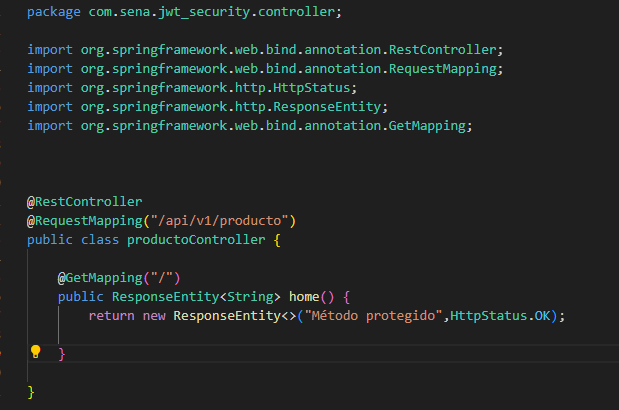 package com.sena.jwt_security.controller;
import org.springframework.web.bind.annotation.RestController;
import org.springframework.web.bind.annotation.RequestMapping;
import org.springframework.http.HttpStatus;
import org.springframework.http.ResponseEntity;
import org.springframework.web.bind.annotation.GetMapping;
@RestController
@RequestMapping("/api/v1/producto")
public class productoController {
@GetMapping("/")
public ResponseEntity<String> home() {
return new ResponseEntity<>("Método protegido",HttpStatus.OK);
}
}